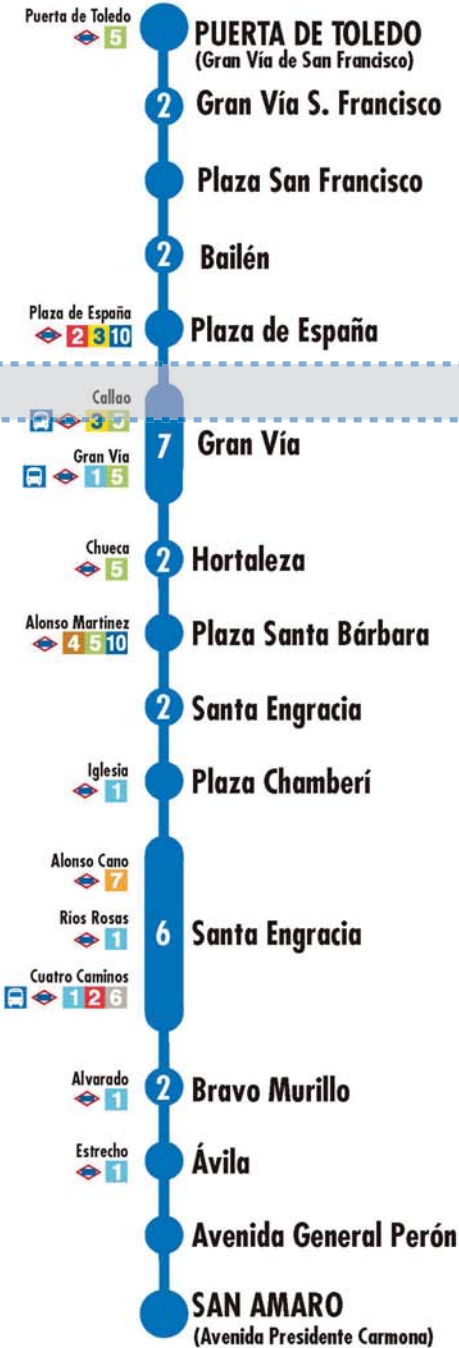 Puerta de Toledo
5
PUERTA DE TOLEDO
(Gran Vía de San Francisco)
2
Gran Vía S. Francisco
Plaza San Francisco
2
Bailén
Plaza de España
2 3 10
Plaza de España
Callao
3 5
7
Gran Vía
Gran Vía
1 5
Chueca
5
2
Hortaleza
Alonso Martínez
4 5 10
Plaza Santa Bárbara
2
Santa Engracia
Iglesia
1
Plaza Chamberí
Alonso Cano
7
Ríos Rosas
1
6
Santa Engracia
Cuatro Caminos
1 2 6
Alvarado
1
2
Bravo Murillo
Estrecho
1
Ávila
Avenida General Perón
SAN AMARO
(Avenida Presidente Carmona)